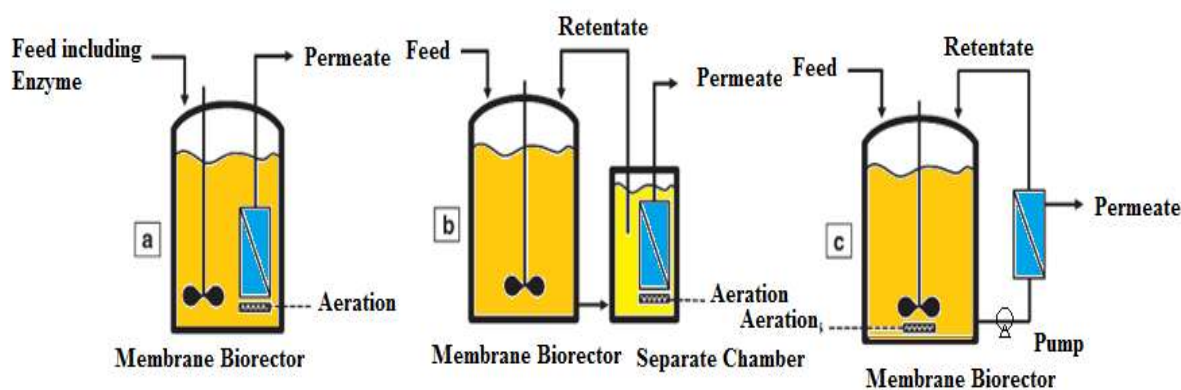 Feed including
Enzyme
Permeate
a
Aeration
Membrane Biorector
Feed
Retentate
Permeate
b
Aeration
Membrane Biorector
Separate Chamber
Feed
Retentate
Permeate
c
Aeration
Pump
Membrane Biorector